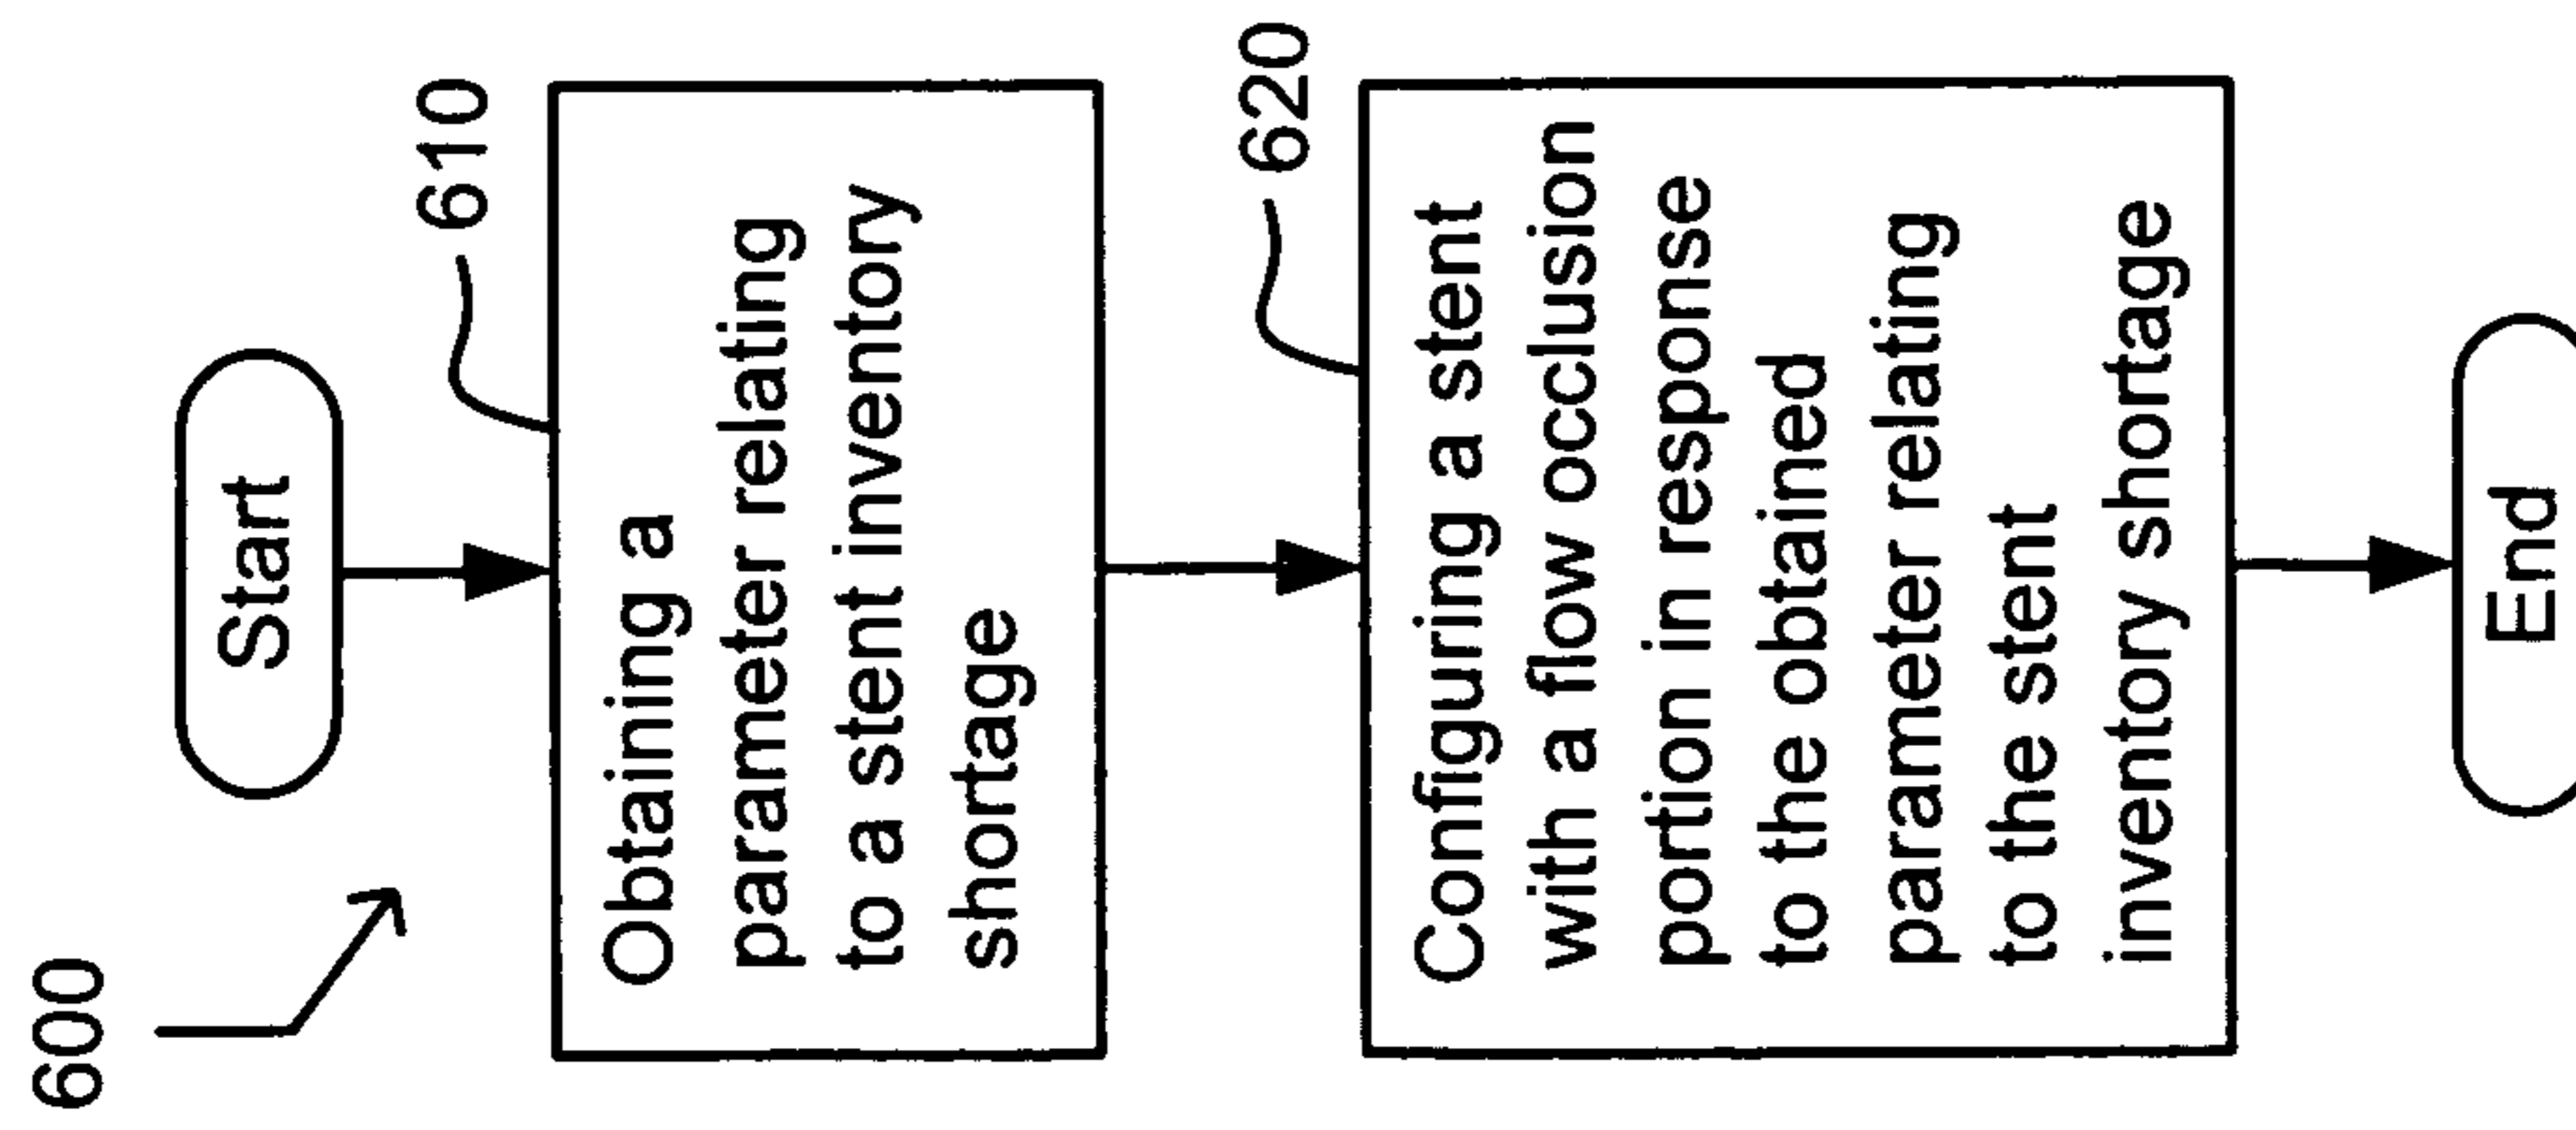 600
Start
610
Obtaining a
parameter relating
to a stent inventory
shortage
620
Configuring a stent
with a flow occlusion
portion in response
to the obtained
parameter relating
to the stent
inventory shortage
End